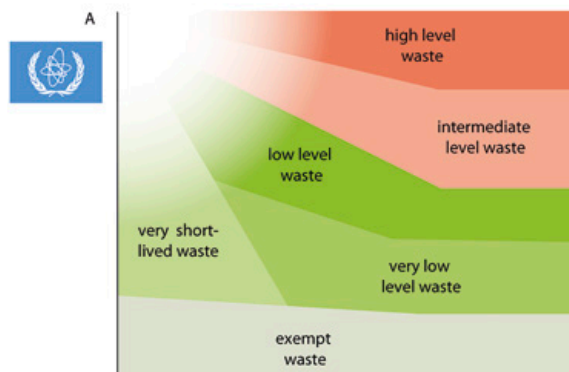 A
high level
waste
intermediate
level waste
low level
waste
very short-
lived waste
very low
level waste
exempt
waste